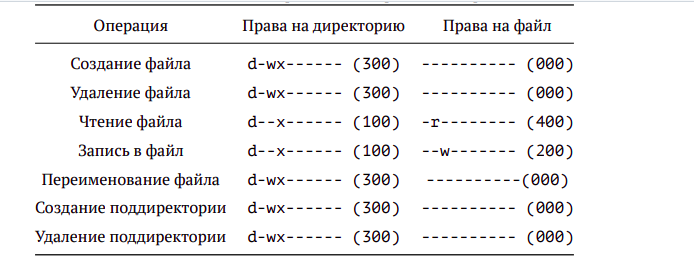 Операция Права на директорию Права на файл
Создание файла d-wx------ (300) ---------- (000)
Удаление файла d-wx------ (300) ---------- (000)
Чтение файла d--x------ (100) -r-------- (400)
Запись в файл d--x------ (100) --w------- (200)
Переименование файла d-wx------ (300) ----------(000)
Создание поддиректории d-wx------ (300) ---------- (000)
Удаление поддиректории d-wx------ (300) ---------- (000)